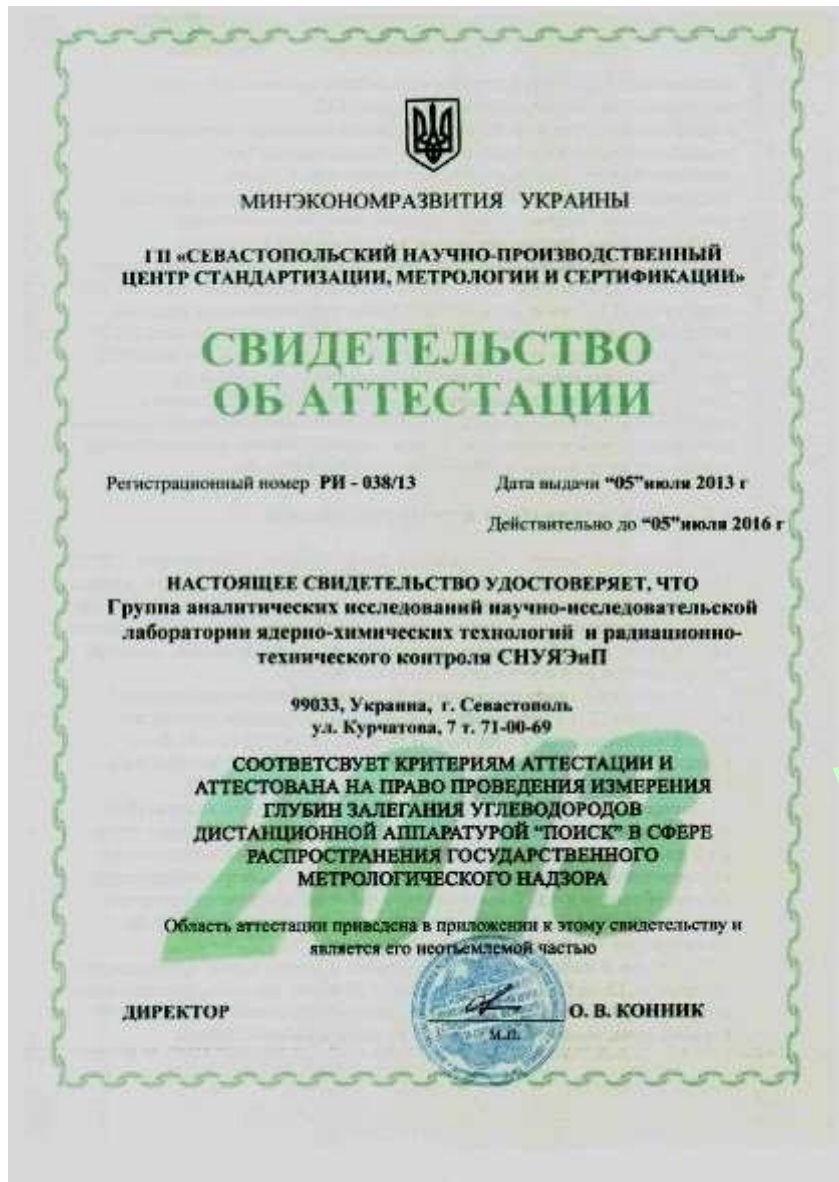 МИНЭКОНОМРАЗВИТИЯ УКРАИНЫ
ГП «СЕВАСТОПОЛЬСКИЙ НАУЧНО-ПРОИЗВОДСТВЕННЫЙ
ЦЕНТР СТАНДАРТИЗАЦИИ, МЕТРОЛОГИИ И СЕРТИФИКАЦИИ»
СВИДЕТЕЛЬСТВО
ОБ АТТЕСТАЦИИ
Регистрационный номер РИ - 038/13 Дата выдачи “05”июля 2013 г
Действительно до “05”июля 2016 г
НАСТОЯЩЕЕ СВИДЕТЕЛЬСТВО УДОСТОВЕРЯЕТ, ЧТО
Группа аналитических исследований научно-исследовательской
лаборатории ядерно-химических технологий и радиационно-
технического контроля СНУЯЭиП
99033, Украина, г. Севастополь
ул. Курчатова, 7 т. 71-00-69
СООТВЕТСВУЕТ КРИТЕРИЯМ АТТЕСТАЦИИ И
АТТЕСТОВАНА НА ПРАВО ПРОВЕДЕНИЯ ИЗМЕРЕНИЯ
ГЛУБИН ЗАЛЕГАНИЯ УГЛЕВОДОРОДОВ
ДИСТАНЦИОННОЙ АППАРАТУРОЙ “ПОИСК” В СФЕРЕ
РАСПРОСТРАНЕНИЯ ГОСУДАРСТВЕННОГО
МЕТРОЛОГИЧЕСКОГО НАДЗОРА
2013
Область аттестации приведена в приложении к этому свидетельству и
является его неотъемлемой частью
ДИРЕКТОР О. В. КОННИК
М.П.